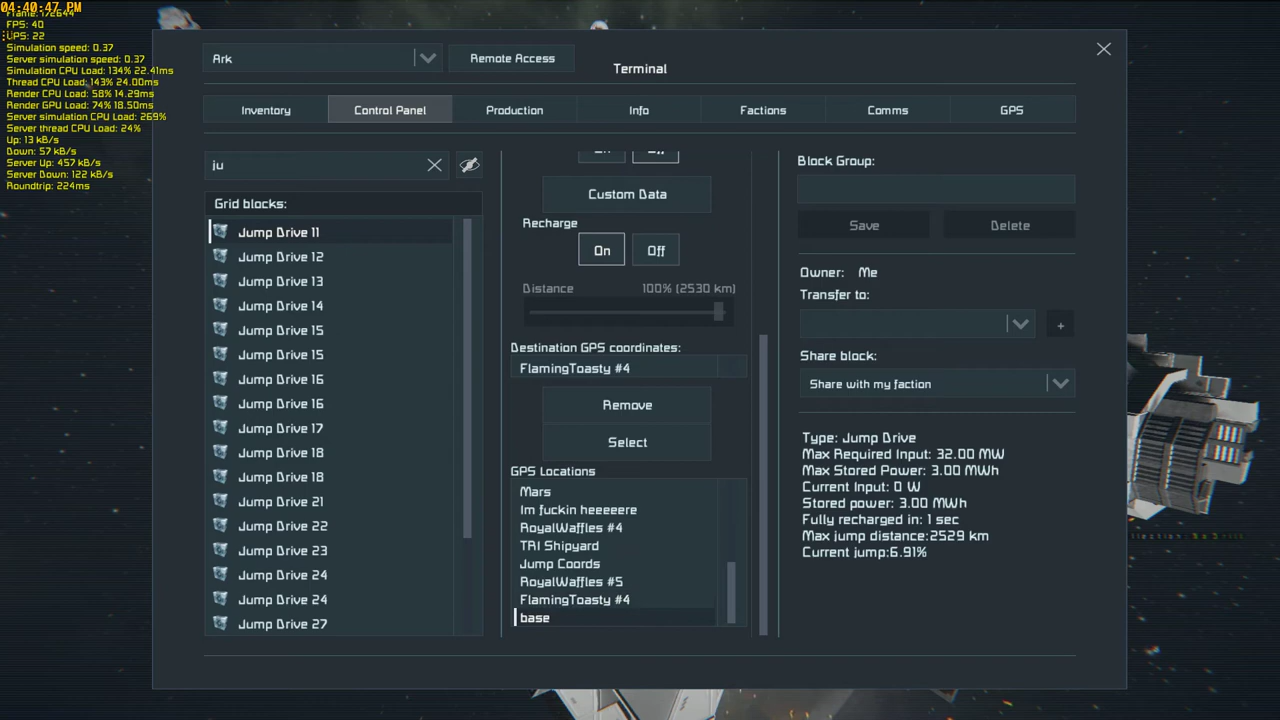 04:40:47 PM
Frame: 172644
FPS: 40
UPS: 22
Simulation speed: 0.37
Server simulation speed: 0.37
Simulation CPU Load: 134% 22.41ms
Thread CPU Load: 143% 24.00ms
Render CPU Load: 58% 14.29ms
Render GPU Load: 74% 18.50ms
Server simulation CPU Load: 269%
Server thread CPU Load: 24%
Up: 13 kB/s
Down: 57 kB/s
Server Up: 457 kB/s
Server Down: 122 kB/s
Roundtrip: 224ms
Ark
Remote Access
Terminal
Inventory
Control Panel
Production
Info
Factions
Comms
GPS
ju
Grid blocks:
Jump Drive 11
Jump Drive 12
Jump Drive 13
Jump Drive 14
Jump Drive 15
Jump Drive 15
Jump Drive 16
Jump Drive 16
Jump Drive 17
Jump Drive 18
Jump Drive 18
Jump Drive 21
Jump Drive 22
Jump Drive 23
Jump Drive 24
Jump Drive 24
Jump Drive 27
Custom Data
Recharge
On
Off
Distance 100% (2530 km)
Destination GPS coordinates:
FlamingToasty #4
Remove
Select
GPS Locations
Mars
Im fuckin heeeeere
RoyalWaffles #4
TRI Shipyard
Jump Coords
RoyalWaffles #5
FlamingToasty #4
base
Block Group:
Save
Delete
Owner: Me
Transfer to:
+
Share block:
Share with my faction
Type: Jump Drive
Max Required Input: 32.00 MW
Max Stored Power: 3.00 MWh
Current Input: 0 W
Stored power: 3.00 MWh
Fully recharged in: 1 sec
Max jump distance:2529 km
Current jump:6.91%